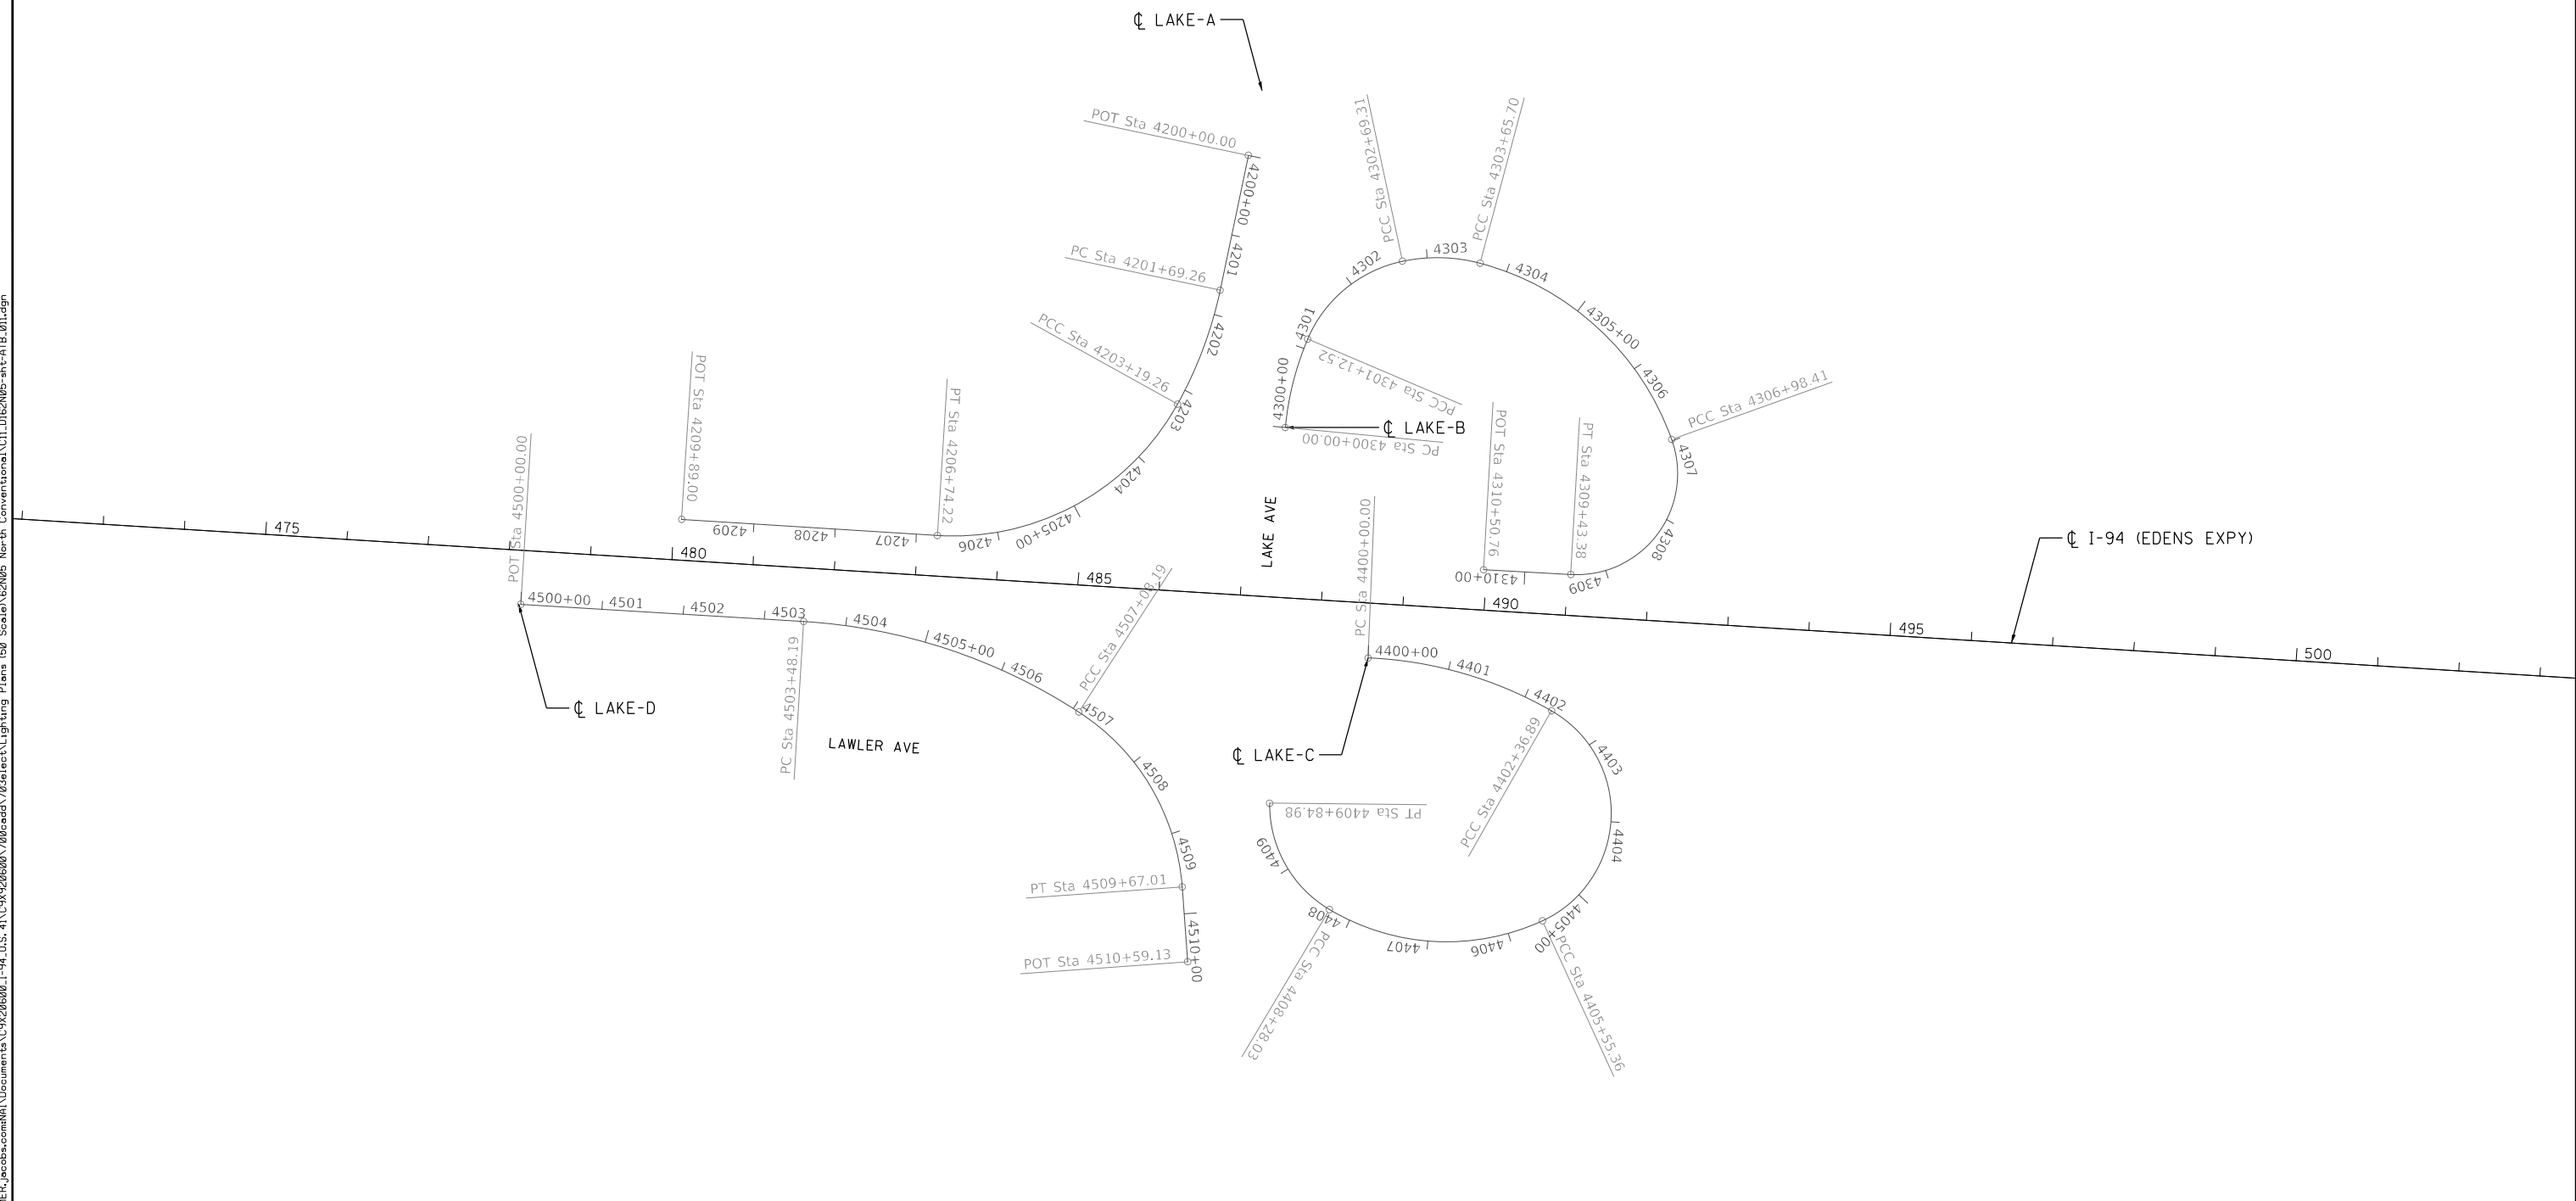 ℄ LAKE-A
POT Sta 4200+00.00
4200+00
4201
PC Sta 4201+69.26
4202
PCC Sta 4203+19.26
4203
4204
4205+00
4206
PT Sta 4206+74.22
4207
4208
4209
POT Sta 4209+89.00
PCC Sta 4302+69.31
PCC Sta 4303+65.70
4303
4302
4304
4301
4305+00
PCC Sta 4301+12.52
4300+00
4306
℄ LAKE-B
PC Sta 4300+00.00
PCC Sta 4306+98.41
4307
4308
4309
PT Sta 4309+43.38
POT Sta 4310+50.76
4310+00
LAKE AVE
℄ I-94 (EDENS EXPY)
475
480
485
490
495
500
POT Sta 4500+00.00
4500+00
4501
4502
4503
4504
4505+00
4506
4507
4508
4509
4510+00
PC Sta 4503+48.19
PCC Sta 4507+08.19
PT Sta 4509+67.01
POT Sta 4510+59.13
℄ LAKE-D
LAWLER AVE
PC Sta 4400+00.00
4400+00
4401
4402
4403
4404
4405+00
4406
4407
4408
4409
℄ LAKE-C
PCC Sta 4402+36.89
PT Sta 4409+84.98
PCC Sta 4408+28.03
PCC Sta 4405+55.36